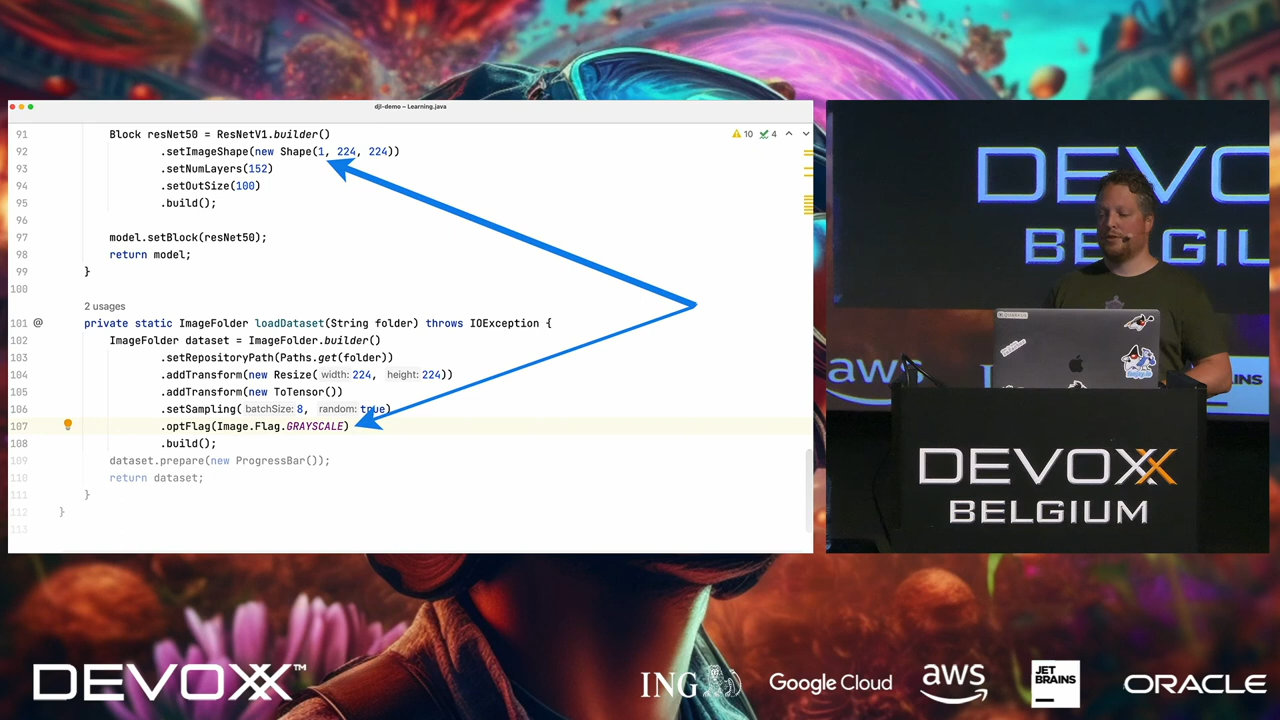 djl-demo – Learning.java
91 Block resNet50 = ResNetV1.builder()
92 .setImageShape(new Shape(1, 224, 224))
93 .setNumLayers(152)
94 .setOutSize(100)
95 .build();
96
97 model.setBlock(resNet50);
98 return model;
99 }
100
2 usages
101 @ private static ImageFolder loadDataset(String folder) throws IOException {
102 ImageFolder dataset = ImageFolder.builder()
103 .setRepositoryPath(Paths.get(folder))
104 .addTransform(new Resize( width: 224, height: 224))
105 .addTransform(new ToTensor())
106 .setSampling( batchSize: 8, random: true)
107 .optFlag(Image.Flag.GRAYSCALE)
108 .build();
109 dataset.prepare(new ProgressBar());
110 return dataset;
111 }
112 }
113
10 4
DEVOX
BELGIU
aws
INS
DEVOXX
BELGIUM
DEVOXX™
ING
Google Cloud
aws
JET
BRAINS
ORACLE